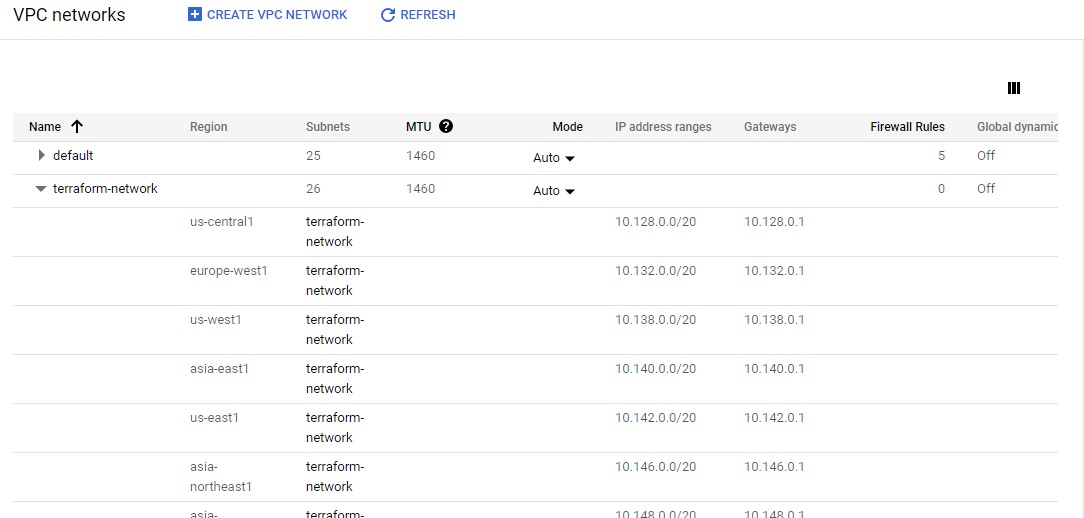 VPC networks CREATE VPC NETWORK REFRESH
Name Region Subnets MTU ? Mode IP address ranges Gateways Firewall Rules Global dynamic
default 25 1460 Auto 5 Off
terraform-network 26 1460 Auto 0 Off
us-central1 terraform- 10.128.0.0/20 10.128.0.1
network
europe-west1 terraform- 10.132.0.0/20 10.132.0.1
network
us-west1 terraform- 10.138.0.0/20 10.138.0.1
network
asia-east1 terraform- 10.140.0.0/20 10.140.0.1
network
us-east1 terraform- 10.142.0.0/20 10.142.0.1
network
asia- terraform- 10.146.0.0/20 10.146.0.1
northeast1 network
asia- terraform- 10.148.0.0/20 10.148.0.1